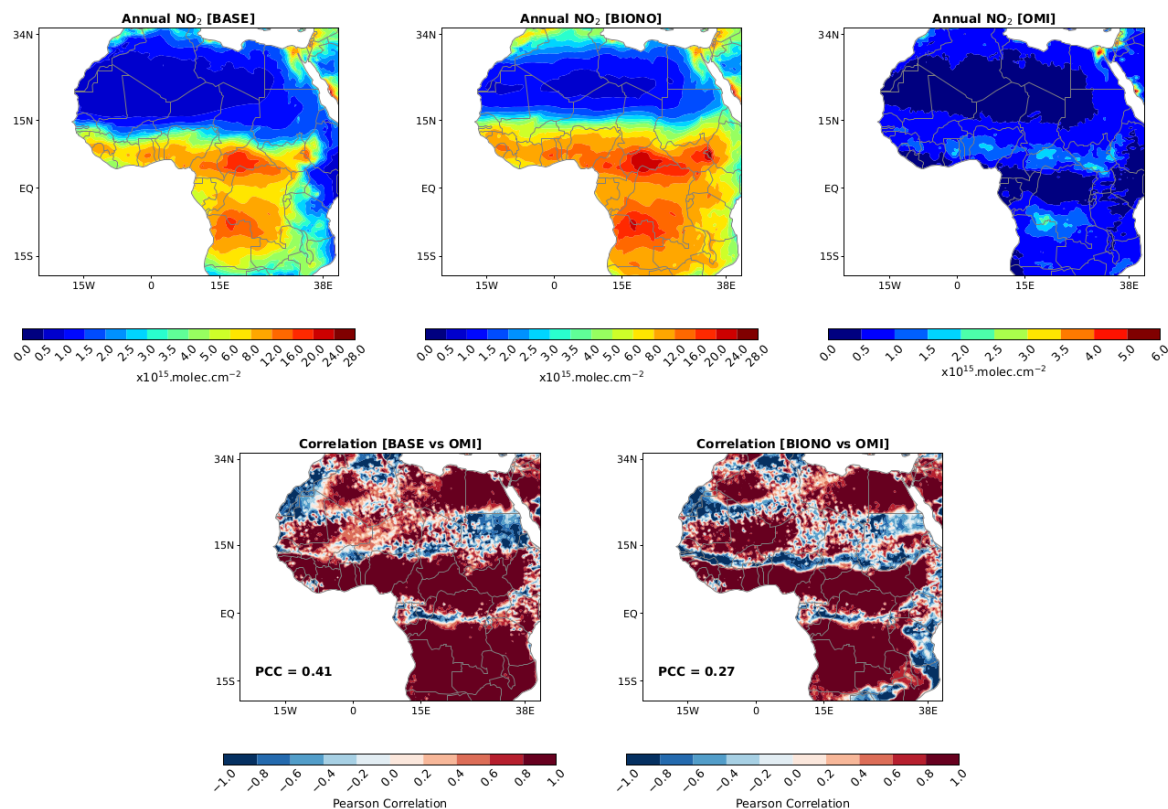 Annual NO₂ [BASE]
34N
15N
EQ
15S
15W 0 15E 38E
0.0 0.5 1.0 1.5 2.0 2.5 3.5 4.0 5.0 6.0 8.0 12.0 16.0 20.0 24.0 28.0
x10¹⁵.molec.cm⁻²
Annual NO₂ [BIONO]
34N
15N
EQ
15S
15W 0 15E 38E
0.0 0.5 1.0 1.5 2.0 2.5 3.5 4.0 5.0 6.0 8.0 12.0 16.0 20.0 24.0 28.0
x10¹⁵.molec.cm⁻²
Annual NO₂ [OMI]
34N
15N
EQ
15S
15W 0 15E 38E
0.0 0.5 1.0 1.5 2.0 2.5 3.0 3.5 4.0 5.0 6.0
x10¹⁵.molec.cm⁻²
Correlation [BASE vs OMI]
34N
15N
EQ
PCC = 0.41
15S
15W 0 15E 38E
−1.0 −0.8 −0.6 −0.4 −0.2 0.0 0.2 0.4 0.6 0.8 1.0
Pearson Correlation
Correlation [BIONO vs OMI]
34N
15N
EQ
PCC = 0.27
15S
15W 0 15E 38E
−1.0 −0.8 −0.6 −0.4 −0.2 0.0 0.2 0.4 0.6 0.8 1.0
Pearson Correlation